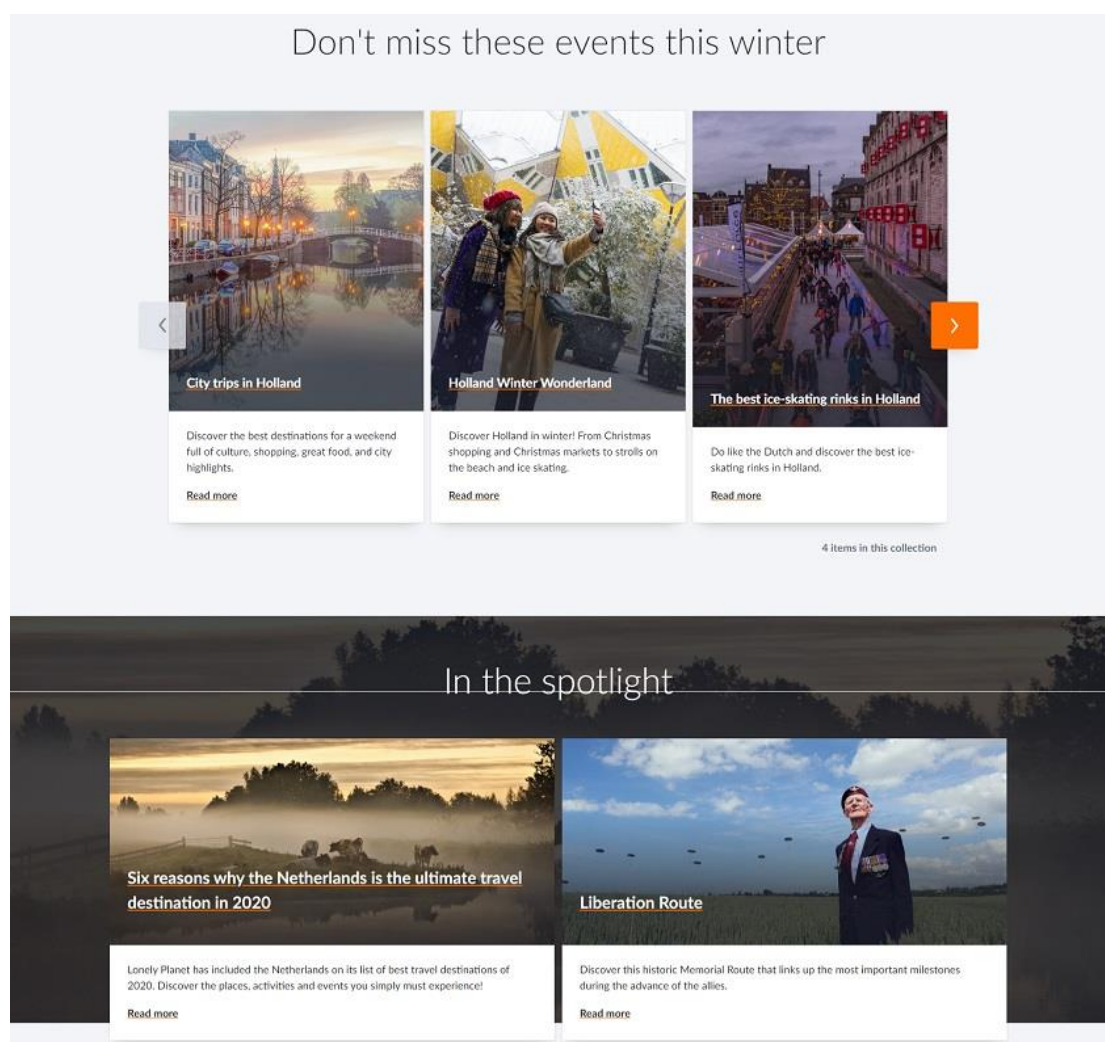 Don't miss these events this winter
City trips in Holland
Discover the best destinations for a weekend
full of culture, shopping, great food, and city
highlights.
Read more
Holland Winter Wonderland
Discover Holland in winter! From Christmas
shopping and Christmas markets to strolls on
the beach and ice skating.
Read more
The best ice-skating rinks in Holland
Do like the Dutch and discover the best ice-
skating rinks in Holland.
Read more
4 items in this collection
In the spotlight
Six reasons why the Netherlands is the ultimate travel
destination in 2020
Lonely Planet has included the Netherlands on its list of best travel destinations of
2020. Discover the places, activities and events you simply must experience!
Read more
Liberation Route
Discover this historic Memorial Route that links up the most important milestones
during the advance of the allies.
Read more